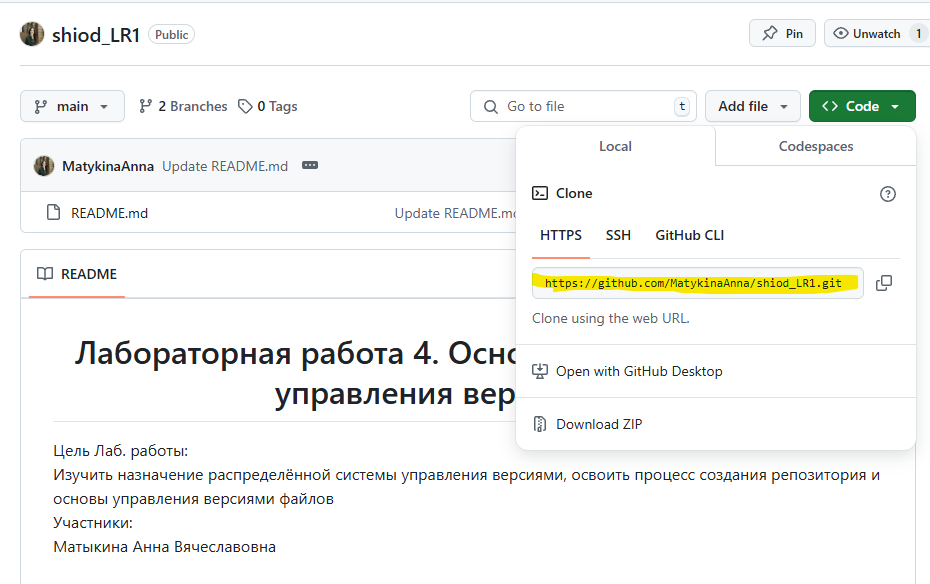 shiod_LR1 Public
Pin
Unwatch 1
main
2 Branches
0 Tags
Go to file t
Add file
Code
Local
Codespaces
MatykinaAnna Update README.md
Clone
README.md Update README.m
HTTPS SSH GitHub CLI
README
https://github.com/MatykinaAnna/shiod_LR1.git
Clone using the web URL.
Open with GitHub Desktop
Download ZIP
Лабораторная работа 4. Осно
управления вер
Цель Лаб. работы:
Изучить назначение распределённой системы управления версиями, освоить процесс создания репозитория и
основы управления версиями файлов
Участники:
Матыкина Анна Вячеславовна